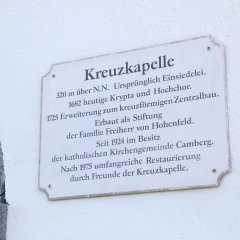 Kreuzkapelle
320 m über N.N. Ursprünglich Einsiedelei.
1682 heutige Krypta und Hochchor.
1725 Erweiterung zum kreuzförmigen Zentralbau.
Erbaut als Stiftung
der Familie Freiherr von Hohenfeld.
Seit 1924 im Besitz
der katholischen Kirchengemeinde Camberg.
Nach 1975 umfangreiche Restaurierung
durch Freunde der Kreuzkapelle.